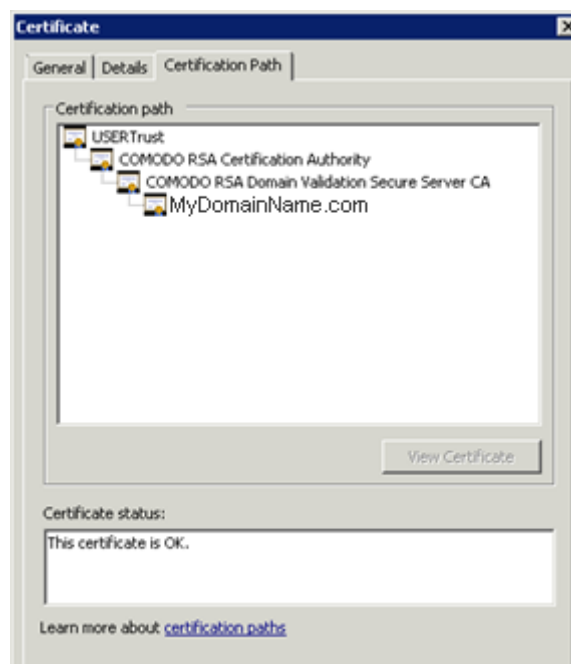 Certificate
General
Details
Certification Path
Certification path
USERTrust
COMODO RSA Certification Authority
COMODO RSA Domain Validation Secure Server CA
MyDomainName.com
View Certificate
Certificate status:
This certificate is OK.
Learn more about certification paths